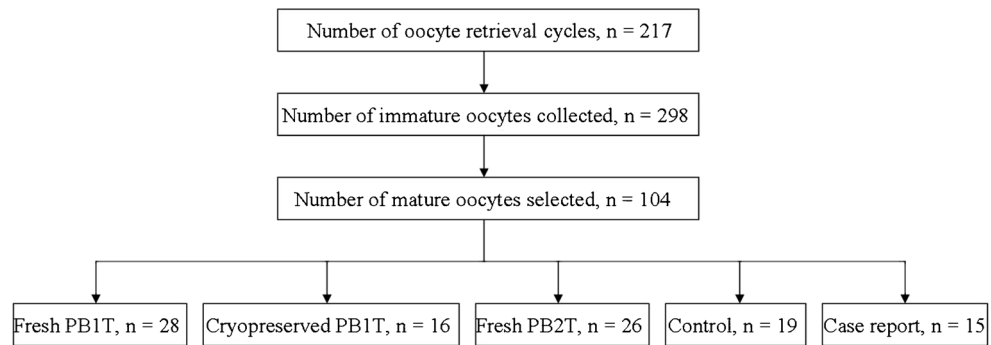 Number of oocyte retrieval cycles, n = 217
Number of immature oocytes collected, n = 298
Number of mature oocytes selected, n = 104
Fresh PB1T, n = 28
Cryopreserved PB1T, n = 16
Fresh PB2T, n = 26
Control, n = 19
Case report, n = 15